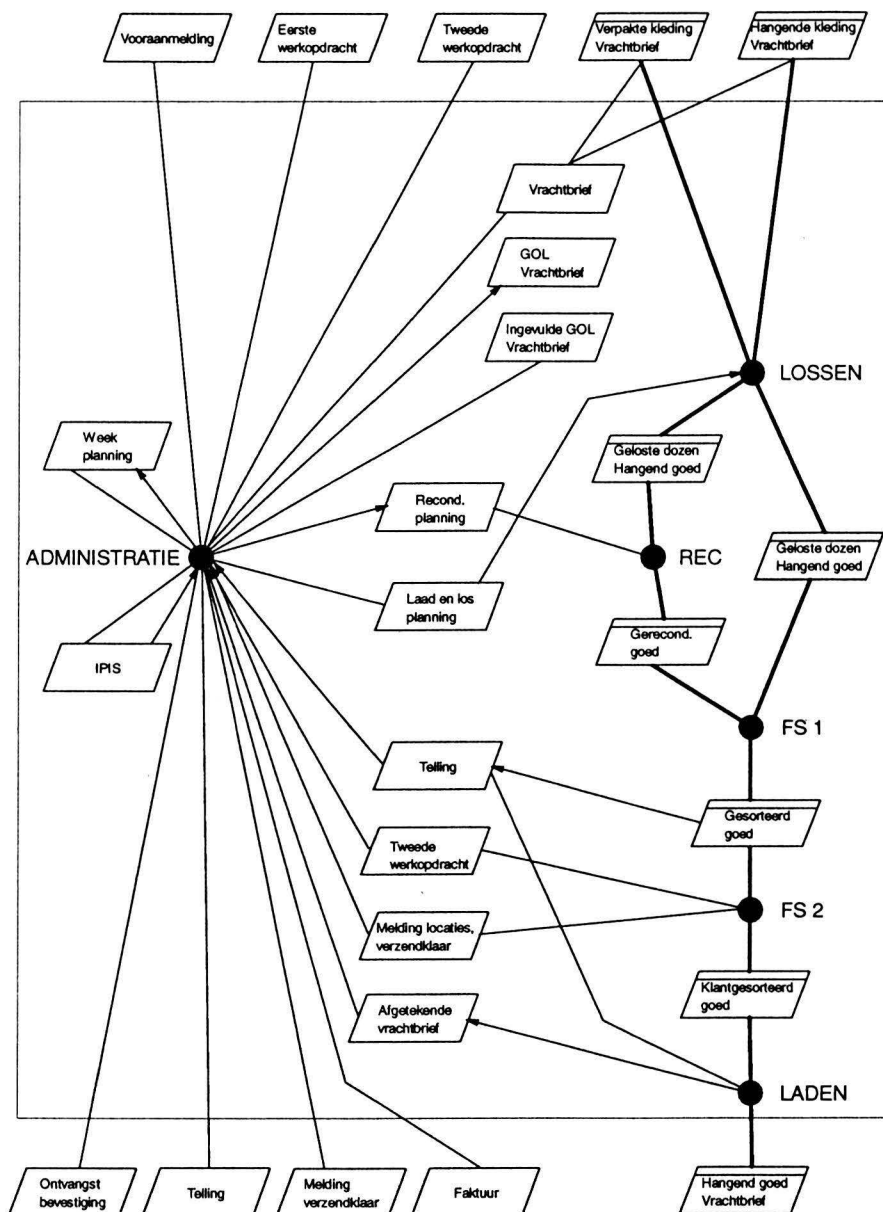 Vooraanmelding
Eerste
werkopdracht
Tweede
werkopdracht
Verpakte kleding
Vrachtbrief
Hangende kleding
Vrachtbrief
Vrachtbrief
GOL
Vrachtbrief
Ingevulde GOL
Vrachtbrief
LOSSEN
Week
planning
Geloste dozen
Hangend goed
Recond.
planning
ADMINISTRATIE
REC
Geloste dozen
Hangend goed
Laad en los
planning
IPIS
Gerecond.
goed
FS 1
Telling
Gesorteerd
goed
Tweede
werkopdracht
FS 2
Melding locaties,
verzendklaar
Klantgesorteerd
goed
Afgetekende
vrachtbrief
LADEN
Ontvangst
bevestiging
Telling
Melding
verzendklaar
Faktuur
Hangend goed
Vrachtbrief